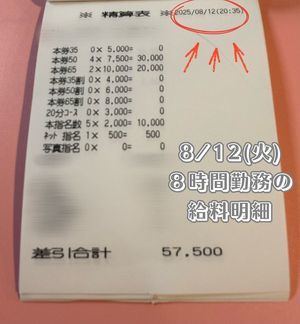 ※ 精算表 ※
2025/08/12(20:35)
本券35 0× 5,000= 0
本券50 4× 7,500= 30,000
本券65 2×10,000= 20,000
本券35割 0× 4,000= 0
本券50割 0× 6,000= 0
本券65割 0× 8,000= 0
20分コース 0× 3,000= 0
本指名数 5× 2,000= 10,000
ネット指名 1× 500= 500
写真指名 0× 0= 0
8/12(火)
8時間勤務の
給料明細
差引合計 57,500